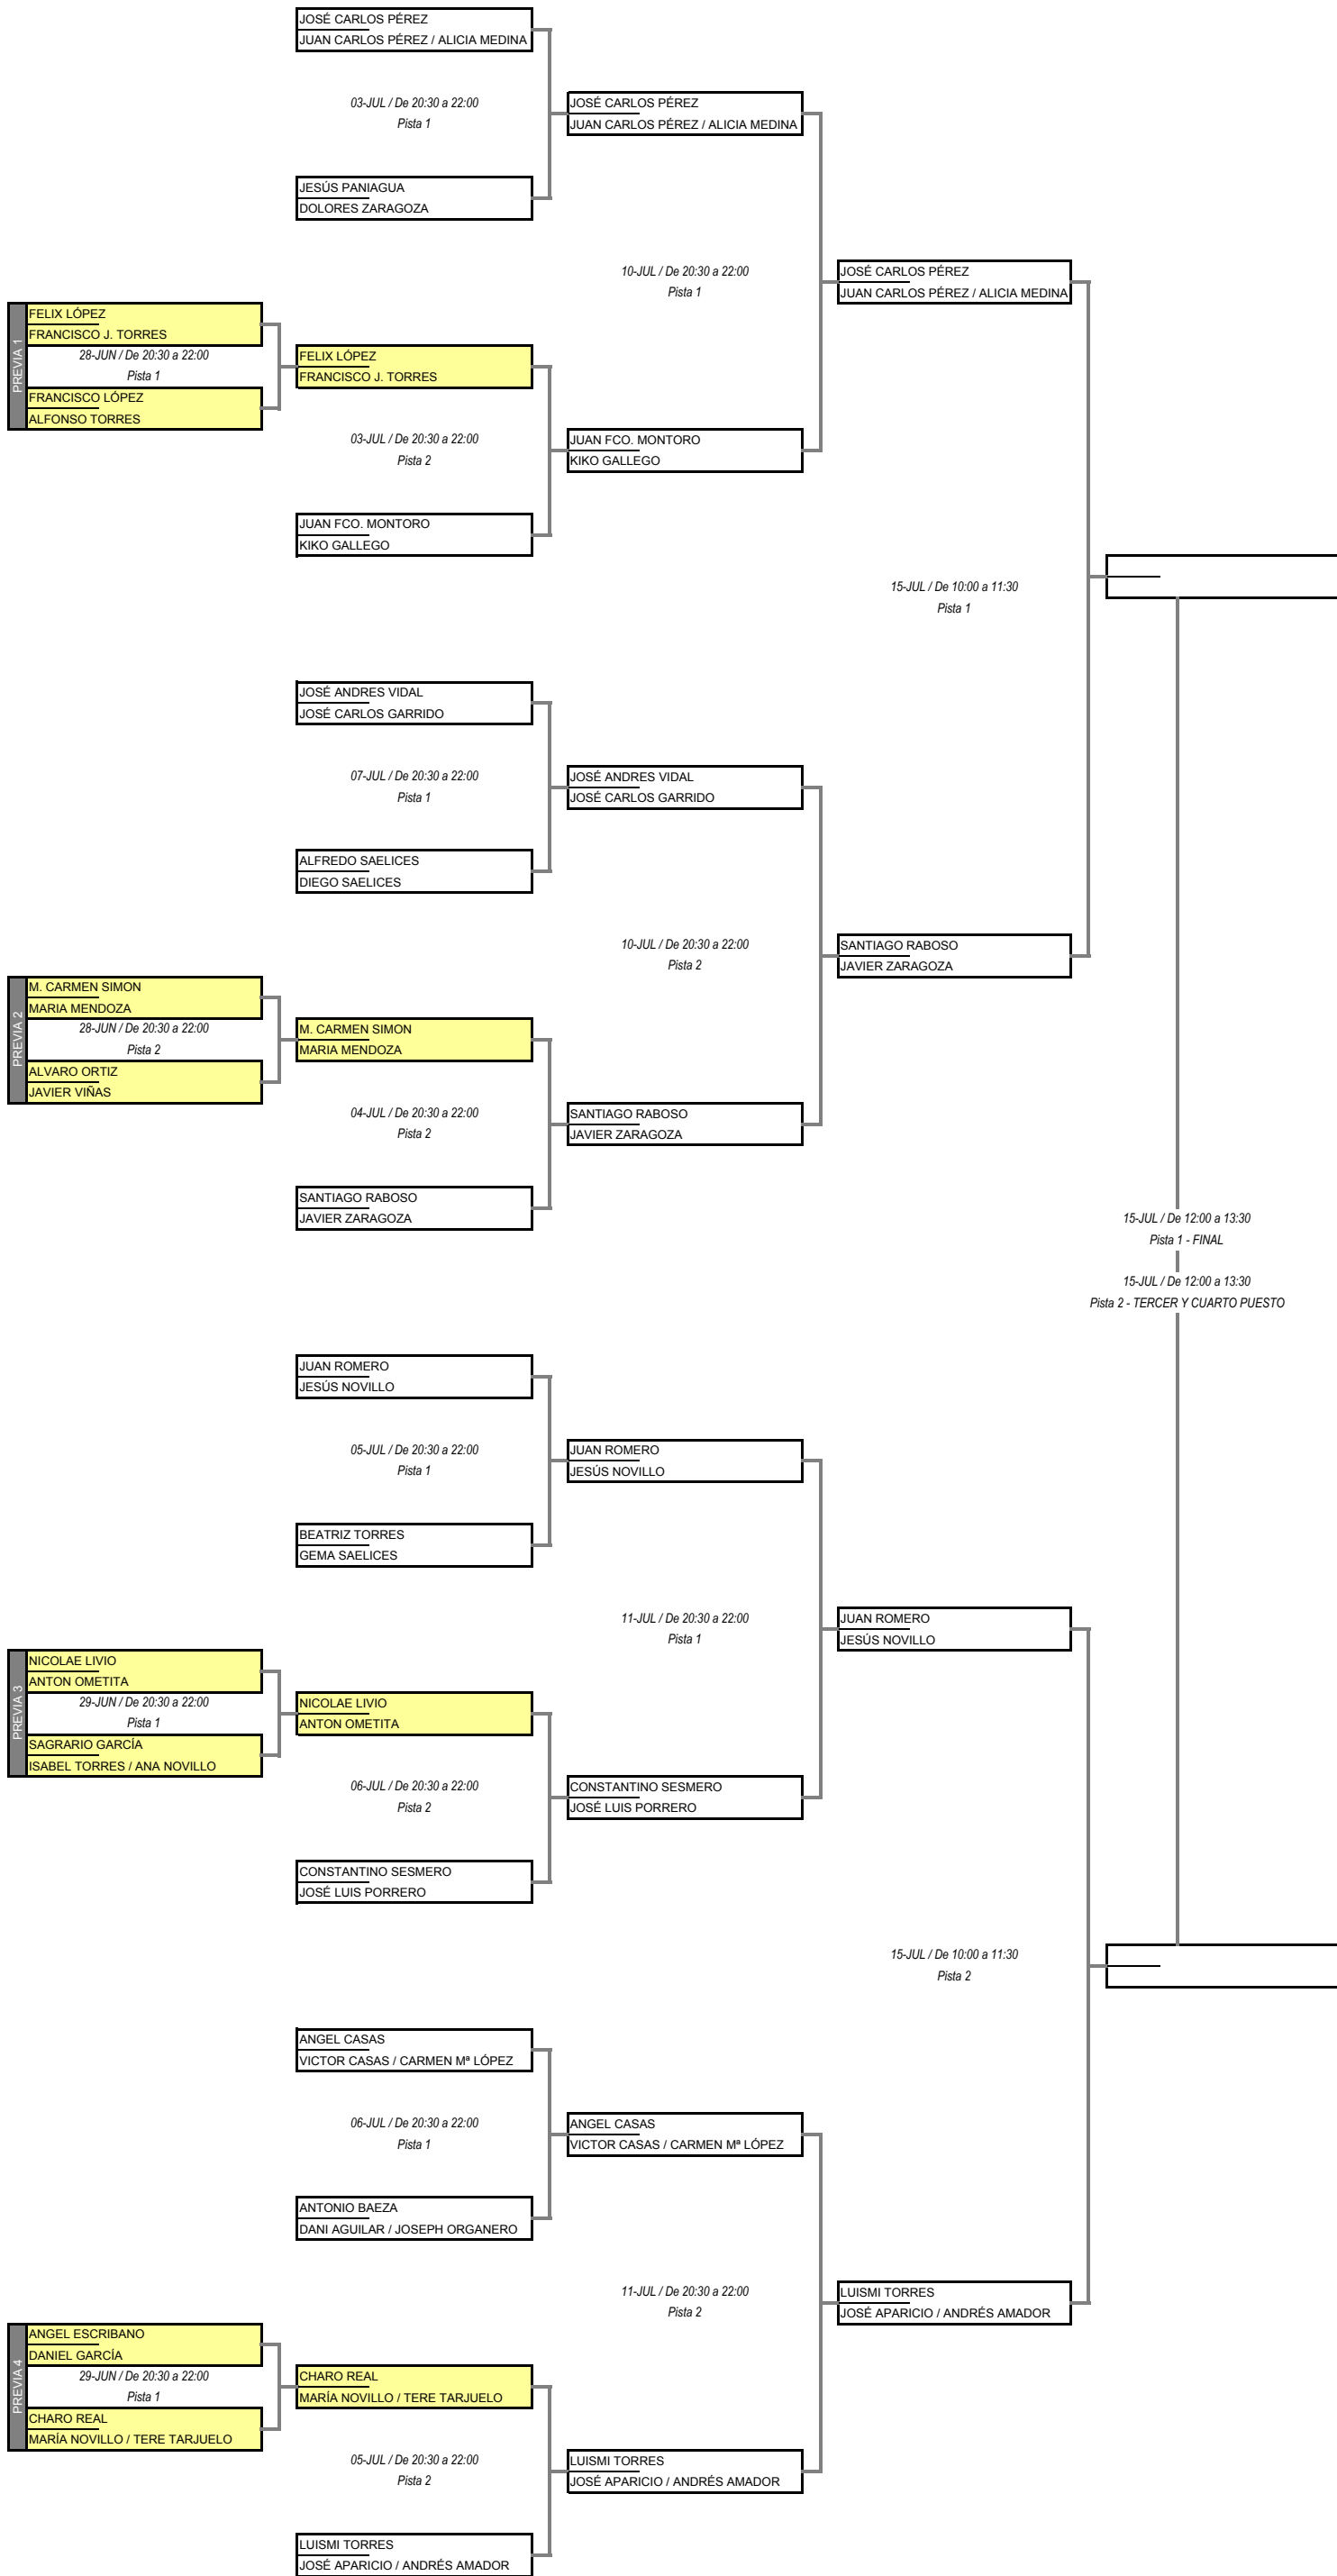 JOSÉ CARLOS PÉREZ
JUAN CARLOS PÉREZ / ALICIA MEDINA
03-JUL / De 20:30 a 22:00
Pista 1
JOSÉ CARLOS PÉREZ
JUAN CARLOS PÉREZ / ALICIA MEDINA
JESÚS PANIAGUA
DOLORES ZARAGOZA
10-JUL / De 20:30 a 22:00
Pista 1
JOSÉ CARLOS PÉREZ
JUAN CARLOS PÉREZ / ALICIA MEDINA
PREVIA 1
FELIX LÓPEZ
FRANCISCO J. TORRES
28-JUN / De 20:30 a 22:00
Pista 1
FRANCISCO LÓPEZ
ALFONSO TORRES
FELIX LÓPEZ
FRANCISCO J. TORRES
03-JUL / De 20:30 a 22:00
Pista 2
JUAN FCO. MONTORO
KIKO GALLEGO
JUAN FCO. MONTORO
KIKO GALLEGO
15-JUL / De 10:00 a 11:30
Pista 1
JOSÉ ANDRES VIDAL
JOSÉ CARLOS GARRIDO
07-JUL / De 20:30 a 22:00
Pista 1
JOSÉ ANDRES VIDAL
JOSÉ CARLOS GARRIDO
ALFREDO SAELICES
DIEGO SAELICES
10-JUL / De 20:30 a 22:00
Pista 2
SANTIAGO RABOSO
JAVIER ZARAGOZA
PREVIA 2
M. CARMEN SIMON
MARIA MENDOZA
28-JUN / De 20:30 a 22:00
Pista 2
ALVARO ORTIZ
JAVIER VIÑAS
M. CARMEN SIMON
MARIA MENDOZA
04-JUL / De 20:30 a 22:00
Pista 2
SANTIAGO RABOSO
JAVIER ZARAGOZA
SANTIAGO RABOSO
JAVIER ZARAGOZA
15-JUL / De 12:00 a 13:30
Pista 1 - FINAL
15-JUL / De 12:00 a 13:30
Pista 2 - TERCER Y CUARTO PUESTO
JUAN ROMERO
JESÚS NOVILLO
05-JUL / De 20:30 a 22:00
Pista 1
JUAN ROMERO
JESÚS NOVILLO
BEATRIZ TORRES
GEMA SAELICES
11-JUL / De 20:30 a 22:00
Pista 1
JUAN ROMERO
JESÚS NOVILLO
PREVIA 3
NICOLAE LIVIO
ANTON OMETITA
29-JUN / De 20:30 a 22:00
Pista 1
SAGRARIO GARCÍA
ISABEL TORRES / ANA NOVILLO
NICOLAE LIVIO
ANTON OMETITA
06-JUL / De 20:30 a 22:00
Pista 2
CONSTANTINO SESMERO
JOSÉ LUIS PORRERO
CONSTANTINO SESMERO
JOSÉ LUIS PORRERO
15-JUL / De 10:00 a 11:30
Pista 2
ANGEL CASAS
VICTOR CASAS / CARMEN Mª LÓPEZ
06-JUL / De 20:30 a 22:00
Pista 1
ANGEL CASAS
VICTOR CASAS / CARMEN Mª LÓPEZ
ANTONIO BAEZA
DANI AGUILAR / JOSEPH ORGANERO
11-JUL / De 20:30 a 22:00
Pista 2
LUISMI TORRES
JOSÉ APARICIO / ANDRÉS AMADOR
PREVIA 4
ANGEL ESCRIBANO
DANIEL GARCÍA
29-JUN / De 20:30 a 22:00
Pista 1
CHARO REAL
MARÍA NOVILLO / TERE TARJUELO
CHARO REAL
MARÍA NOVILLO / TERE TARJUELO
05-JUL / De 20:30 a 22:00
Pista 2
LUISMI TORRES
JOSÉ APARICIO / ANDRÉS AMADOR
LUISMI TORRES
JOSÉ APARICIO / ANDRÉS AMADOR